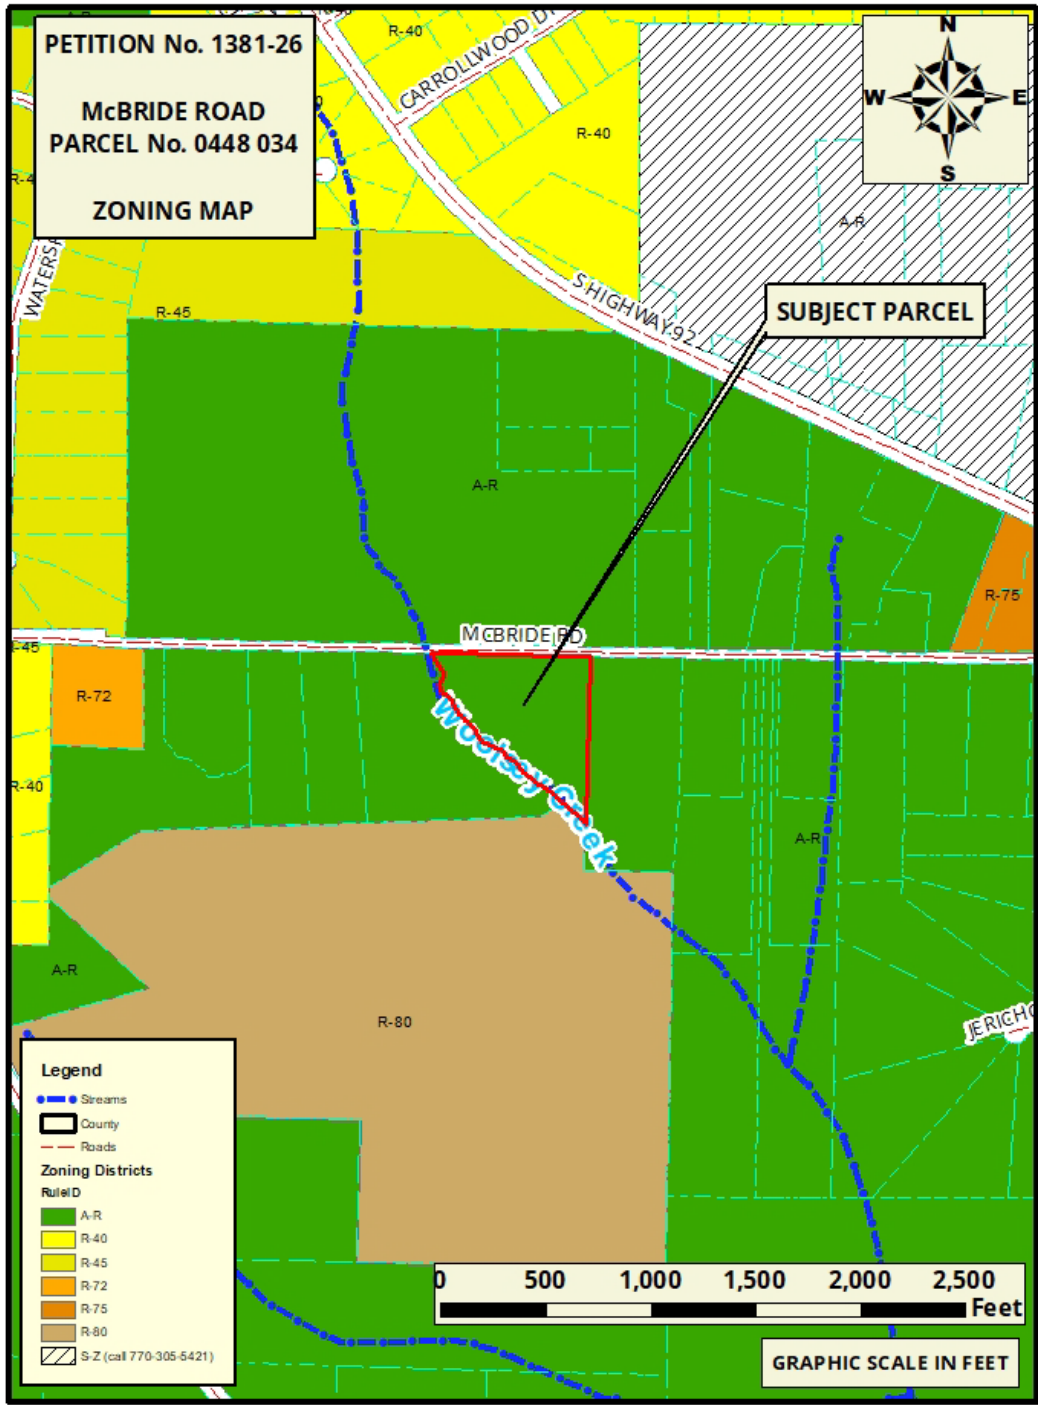 PETITION No. 1381-26
McBRIDE ROAD
PARCEL No. 0448 034
ZONING MAP
R-40
CARROLLWOOD
R-40
N
W
E
S
A-R
S HIGHWAY 92
SUBJECT PARCEL
R-45
A-R
R-75
MCBRIDE RD
R-72
Woolsey Creek
R-40
A-R
A-R
R-80
JERICHO
Legend
Streams
County
Roads
Zoning Districts
RuleID
A-R
R-40
R-45
R-72
R-75
R-80
S-Z (call 770-305-5421)
0 500 1,000 1,500 2,000 2,500
Feet
GRAPHIC SCALE IN FEET